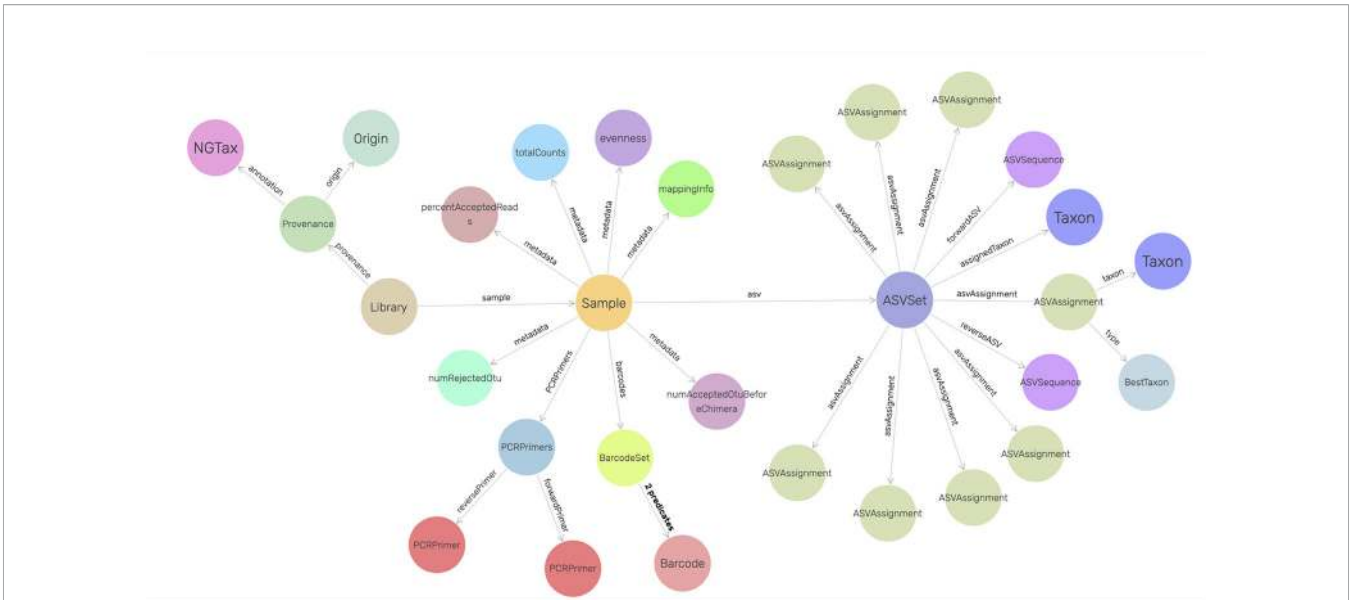 NGTax
Origin
annotation
origin
Provenance
provenance
Library
sample
totalCounts
evenness
mappingInfo
percentAcceptedRead
s
metadata
metadata
metadata
metadata
Sample
metadata
numRejectedOtu
PCRPrimers
barcodes
metadata
numAcceptedOtuBefor
eChimera
PCRPrimers
BarcodeSet
reversePrimer
forwardPrimer
2 predicates
PCRPrimer
PCRPrimer
Barcode
asv
ASVSet
ASVAssignment
ASVAssignment
ASVAssignment
asvAssignment
asvAssignment
asvAssignment
ASVSequence
forwardASV
Taxon
assignedTaxon
asvAssignment
ASVAssignment
taxon
Taxon
type
BestTaxon
reverseASV
ASVSequence
asvAssignment
ASVAssignment
asvAssignment
ASVAssignment
asvAssignment
ASVAssignment
asvAssignment
ASVAssignment